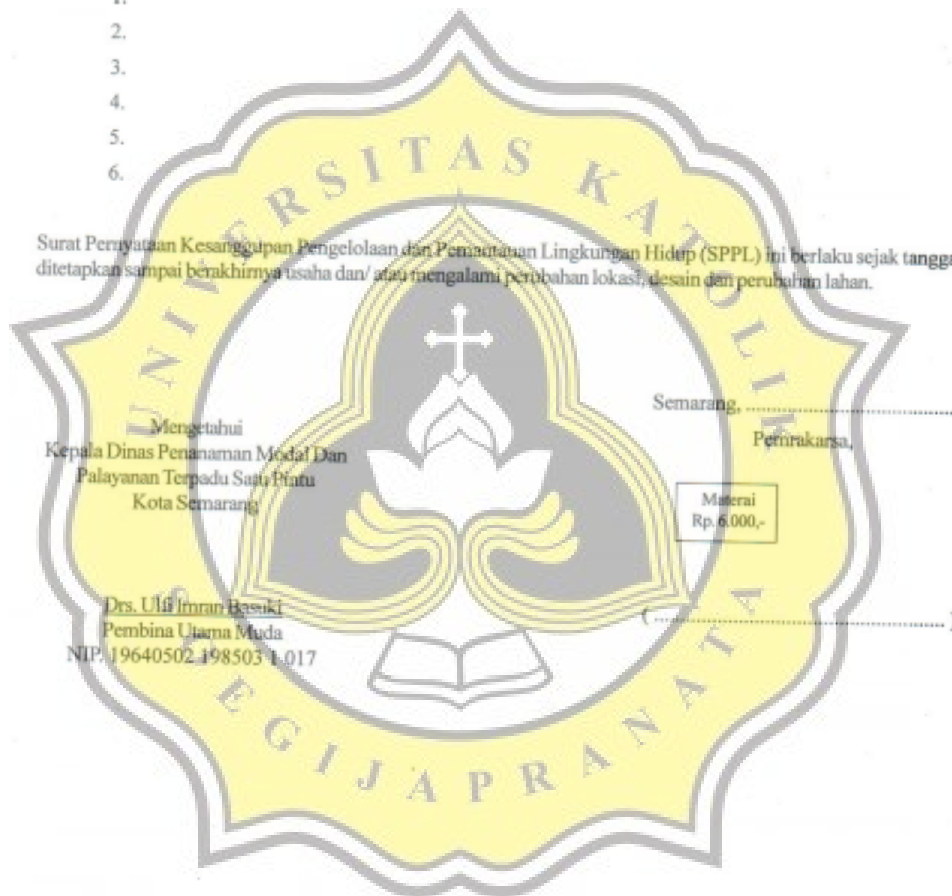 1.
2.
3.
4.
5.
6.
Surat Pernyataan Kesanggupan Pengelolaan dan Pemantauan Lingkungan Hidup (SPPL) ini berlaku sejak
ditetapkan sampai berakhirnya usaha dan/ atau mengalami perubahan lokasi, desain dan perubahan lahan.
Semarang, ........................................
Mengetahui
Pemrakarsa,
Kepala Dinas Penanaman Modal Dan
Palayanan Terpadu Satu Pintu
Kota Semarang
Materai
Rp. 6.000,-
Drs. Ulfi Imran Basuki
( ........................................ )
Pembina Utama Muda
NIP. 19640502 198503 1 017
UNIVERSITAS KATOLIK
SOEGIJAPRANATA